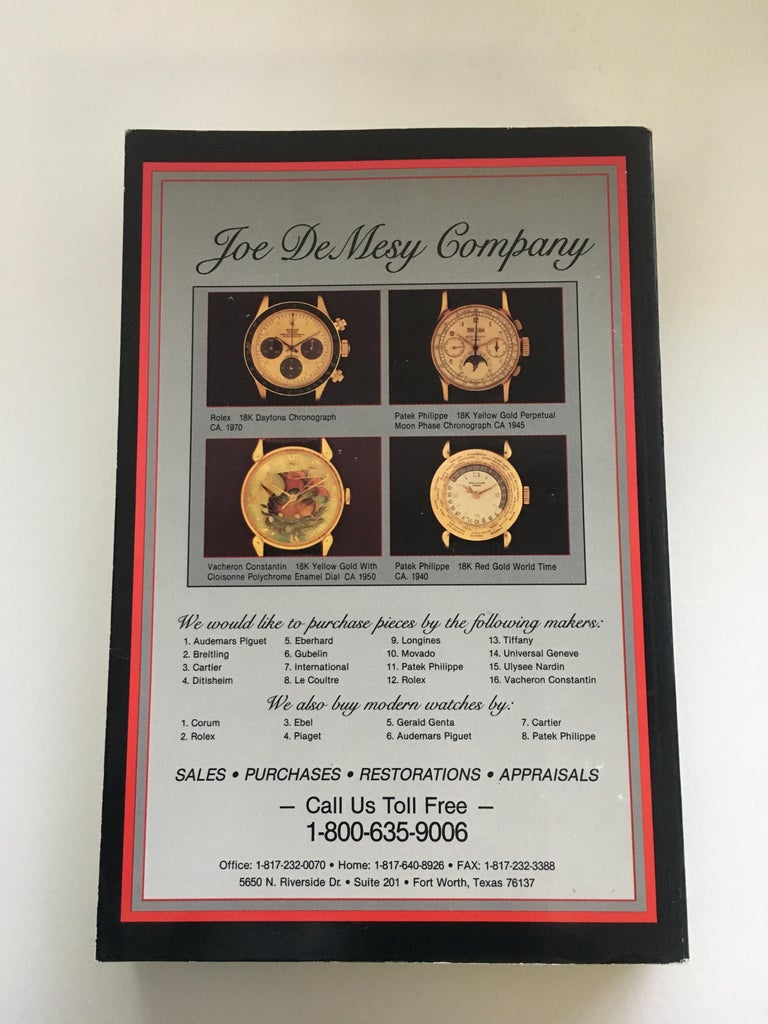 Joe DeMesy Company
Rolex 18K Daytona Chronograph
CA. 1970
Patek Philippe 18K Yellow Gold Perpetual
Moon Phase Chronograph CA 1945
Vacheron Constantin 18K Yellow Gold With
Cloisonne Polychrome Enamel Dial CA 1950
Patek Philippe 18K Red Gold World Time
CA. 1940
We would like to purchase pieces by the following makers:
1. Audemars Piguet 5. Eberhard 9. Longines 13. Tiffany
2. Breitling 6. Gubelin 10. Movado 14. Universal Geneve
3. Cartier 7. International 11. Patek Philippe 15. Ulysee Nardin
4. Ditisheim 8. Le Coultre 12. Rolex 16. Vacheron Constantin
We also buy modern watches by:
1. Corum 3. Ebel 5. Gerald Genta 7. Cartier
2. Rolex 4. Piaget 6. Audemars Piguet 8. Patek Philippe
SALES • PURCHASES • RESTORATIONS • APPRAISALS
— Call Us Toll Free —
1-800-635-9006
Office: 1-817-232-0070 • Home: 1-817-640-8926 • FAX: 1-817-232-3388
5650 N. Riverside Dr. • Suite 201 • Fort Worth, Texas 76137